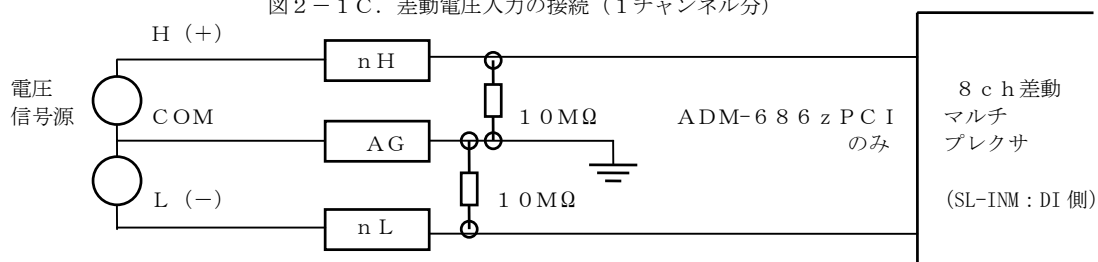 図２－１Ｃ．差動電圧入力の接続（１チャンネル分）
Ｈ（＋）
ｎＨ
電圧
信号源
ＣＯＭ
ＡＧ
１０ＭΩ
ＡＤＭ-６８６ｚＰＣＩ
のみ
８ｃｈ差動
マルチ
プレクサ
Ｌ（－）
ｎＬ
１０ＭΩ
(SL-INM：DI 側)